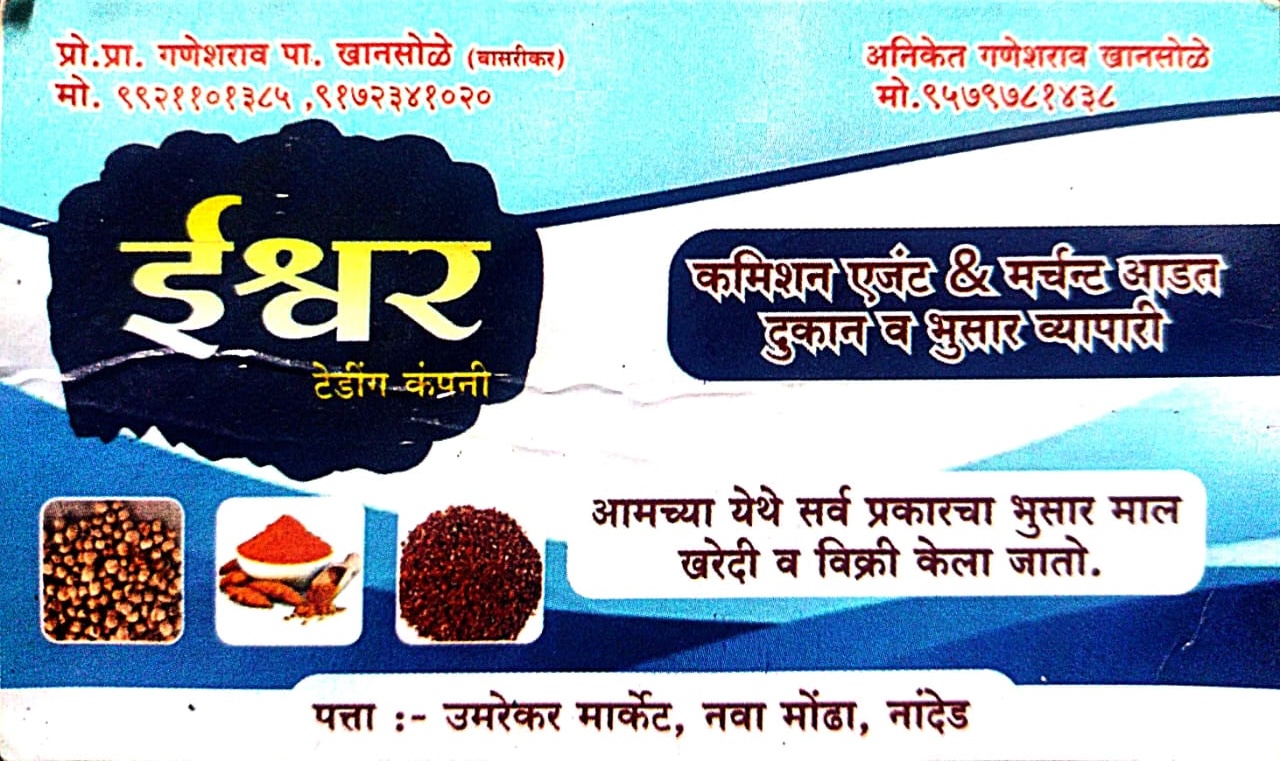 प्रो.प्रा. गणेशराव पा. खानसोळे (बासरीकर)
मो. ९९२११०१३८५ ,९१७२३४१०२०
अनिकेत गणेशराव खानसोळे
मो.९५७९७८१४३८
ईश्वर
टेडींग कंपनी
कमिशन एजंट & मर्चन्ट आडत
दुकान व भुसार व्यापारी
आमच्या येथे सर्व प्रकारचा भुसार माल
खरेदी व विक्री केला जातो.
पत्ता :- उमरेकर मार्केट, नवा मोंढा, नांदेड